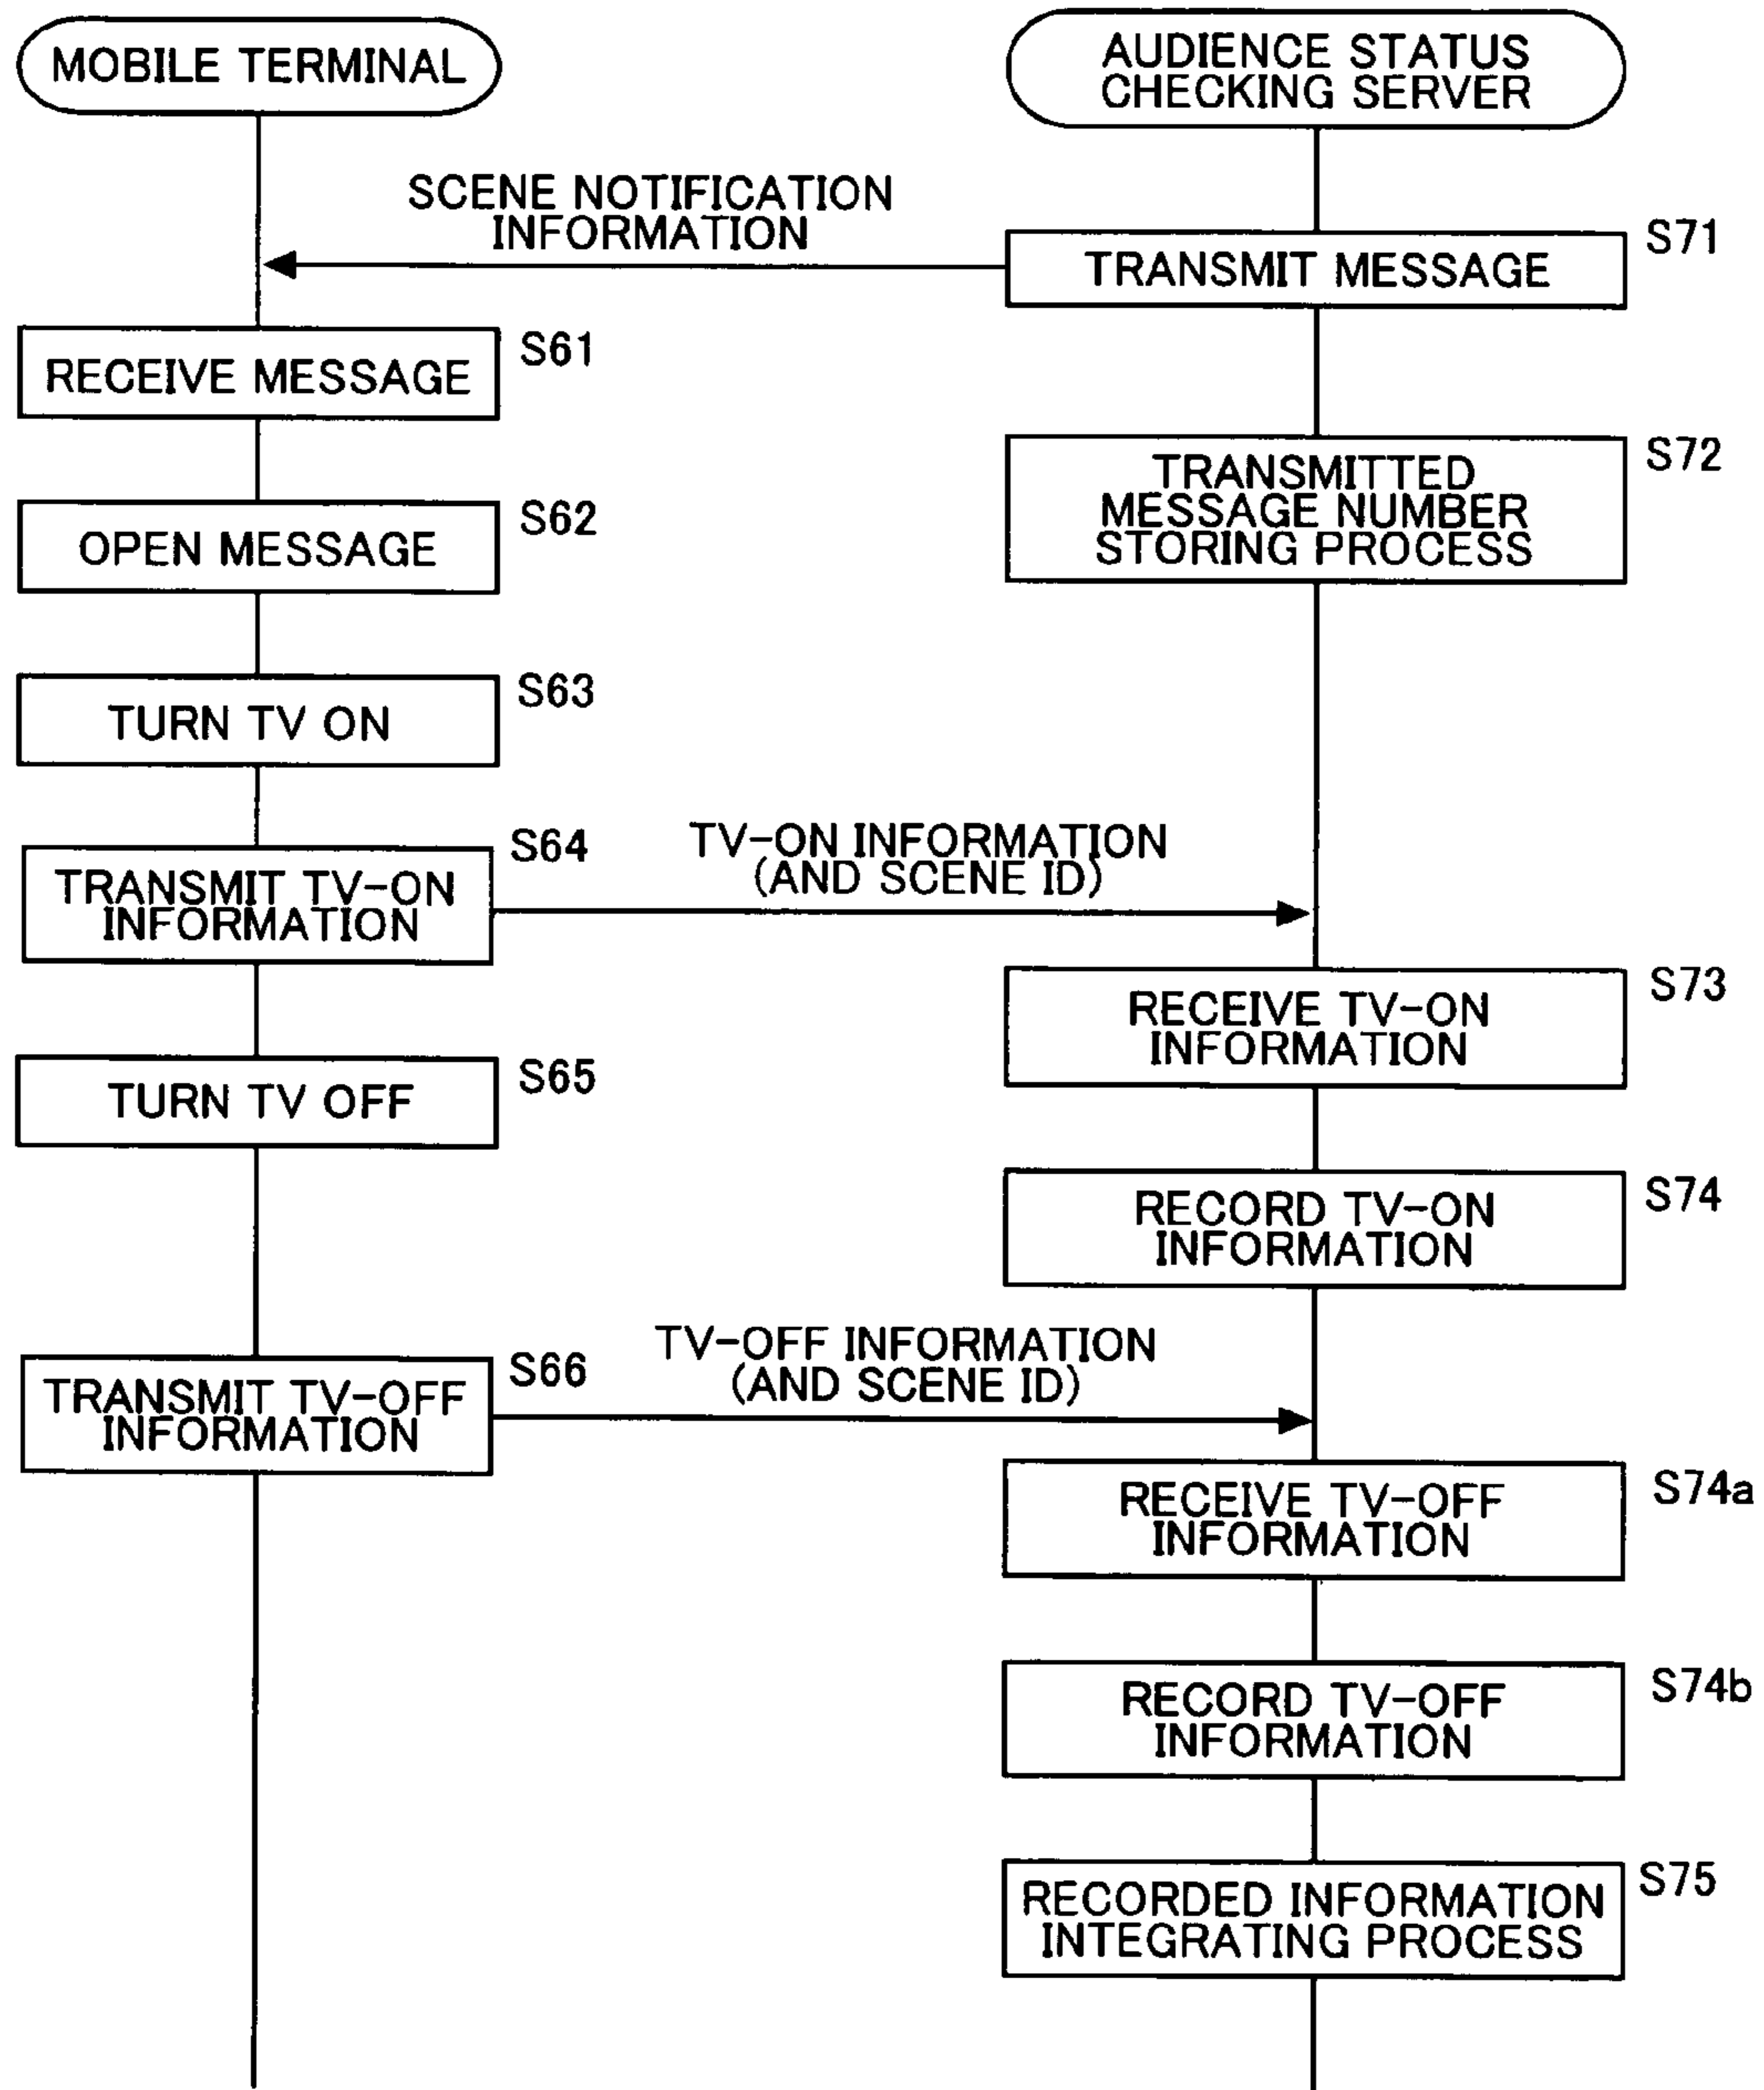 MOBILE TERMINAL
AUDIENCE STATUS
CHECKING SERVER
SCENE NOTIFICATION
INFORMATION
S71
TRANSMIT MESSAGE
S61
RECEIVE MESSAGE
S72
TRANSMITTED
MESSAGE NUMBER
STORING PROCESS
S62
OPEN MESSAGE
S63
TURN TV ON
S64
TRANSMIT TV-ON
INFORMATION
TV-ON INFORMATION
(AND SCENE ID)
S73
RECEIVE TV-ON
INFORMATION
S65
TURN TV OFF
S74
RECORD TV-ON
INFORMATION
S66
TRANSMIT TV-OFF
INFORMATION
TV-OFF INFORMATION
(AND SCENE ID)
S74a
RECEIVE TV-OFF
INFORMATION
S74b
RECORD TV-OFF
INFORMATION
S75
RECORDED INFORMATION
INTEGRATING PROCESS